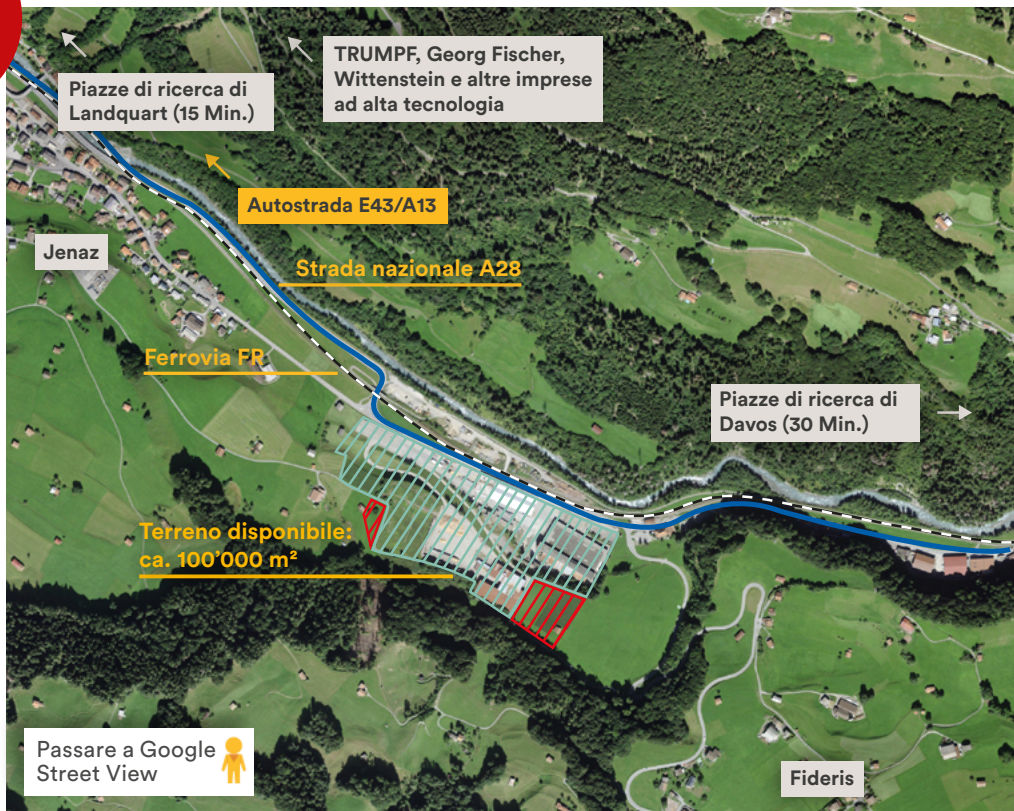 TRUMPF, Georg Fischer,
Wittenstein e altre imprese
ad alta tecnologia
Piazze di ricerca di
Landquart (15 Min.)
Autostrada E43/A13
Jenaz
Strada nazionale A28
Ferrovia FR
Piazze di ricerca di
Davos (30 Min.)
Terreno disponibile:
ca. 100’000 m²
Passare a Google
Street View
Fideris